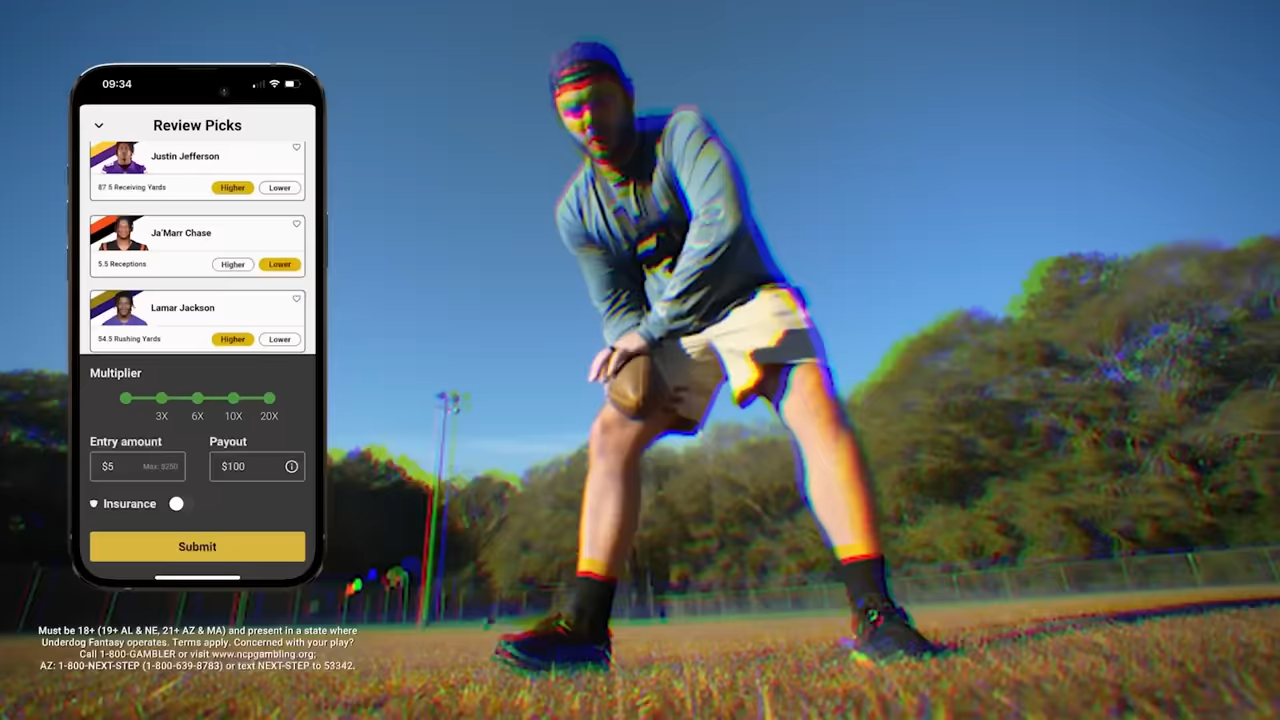 09:34
Review Picks
Justin Jefferson
87.5 Receiving Yards Higher Lower
Ja'Marr Chase
5.5 Receptions Higher Lower
Lamar Jackson
54.5 Rushing Yards Higher Lower
Multiplier
3X 6X 10X 20X
Entry amount Payout
$5 Max: $250 $100
Insurance
Submit
Must be 18+ (19+ AL & NE, 21+ AZ & MA) and present in a state where
Underdog Fantasy operates. Terms apply. Concerned with your play?
Call 1-800-GAMBLER or visit www.ncpgambling.org;
AZ: 1-800-NEXT-STEP (1-800-639-8783) or text NEXT-STEP to 53342.